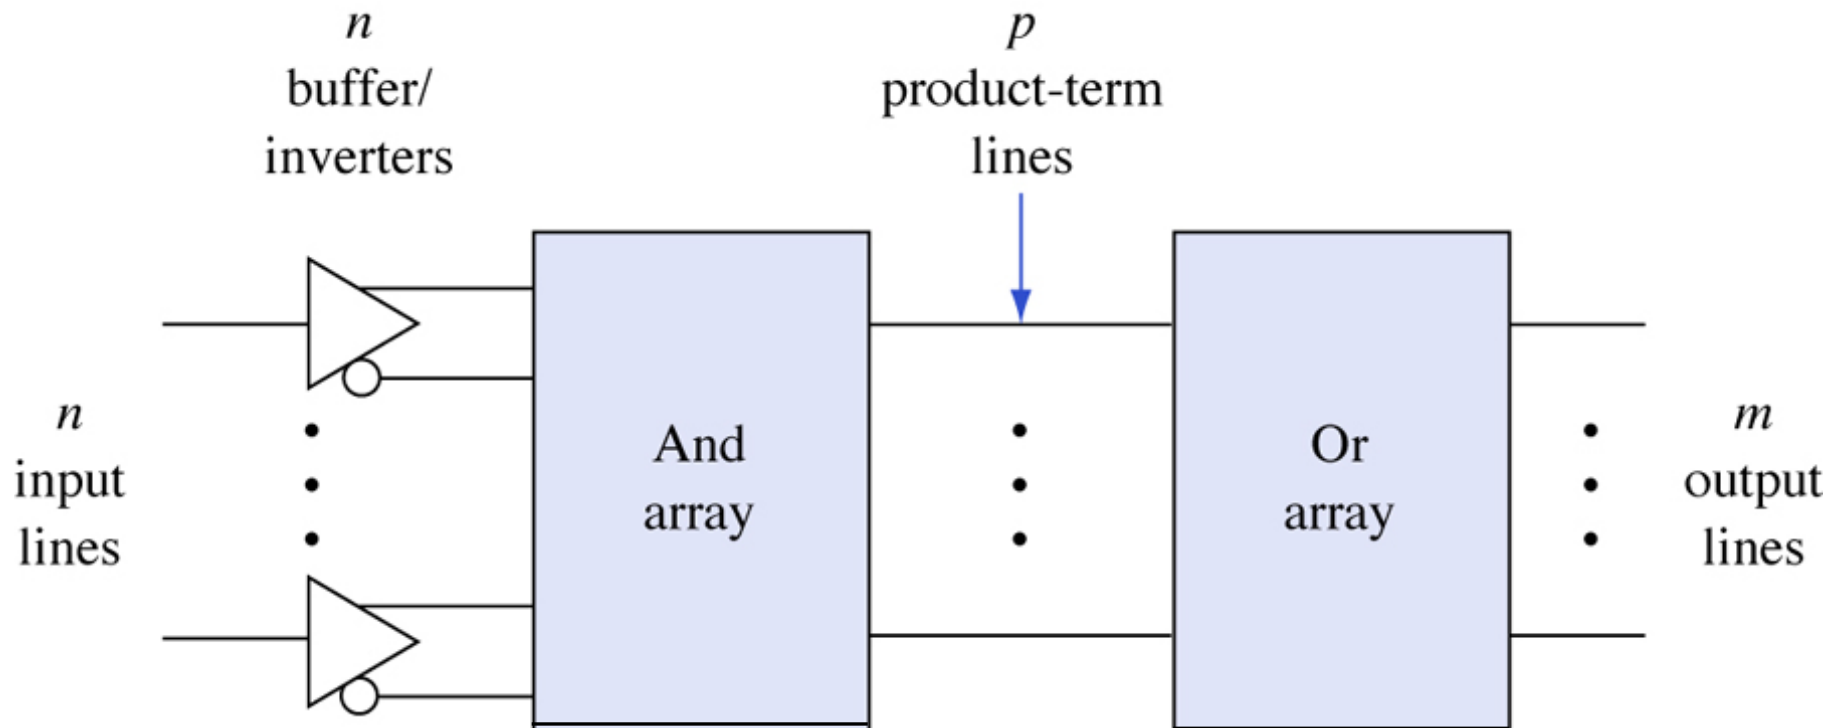 n
buffer/
inverters
p
product-term
lines
n
input
lines
And
array
Or
array
m
output
lines